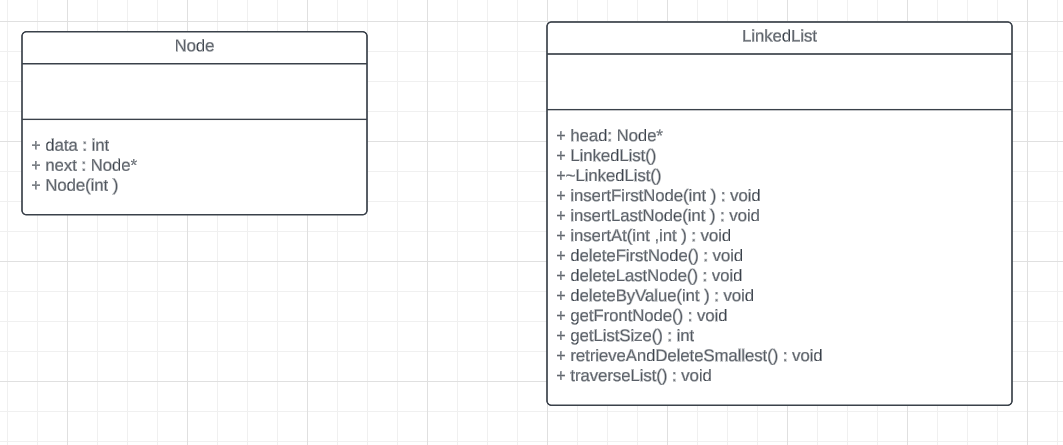 Node
+ data : int
+ next : Node*
+ Node(int )
LinkedList
+ head: Node*
+ LinkedList()
+~LinkedList()
+ insertFirstNode(int ) : void
+ insertLastNode(int ) : void
+ insertAt(int ,int ) : void
+ deleteFirstNode() : void
+ deleteLastNode() : void
+ deleteByValue(int ) : void
+ getFrontNode() : void
+ getListSize() : int
+ retrieveAndDeleteSmallest() : void
+ traverseList() : void